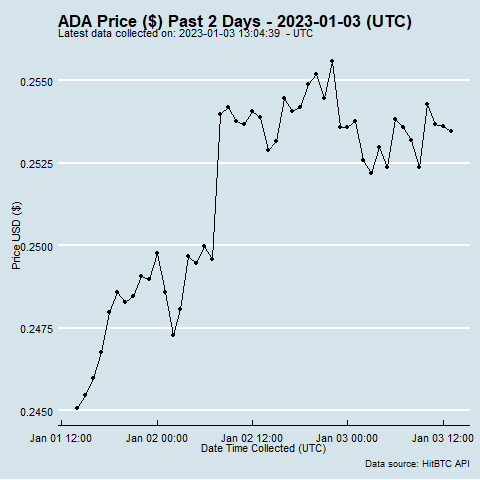 ADA Price ($) Past 2 Days - 2023-01-03 (UTC)
Latest data collected on: 2023-01-03 13:04:39 - UTC
0.2550
0.2525
0.2500
0.2475
0.2450
Price USD ($)
Jan 01 12:00 Jan 02 00:00 Jan 02 12:00 Jan 03 00:00 Jan 03 12:00
Date Time Collected (UTC)
Data source: HitBTC API